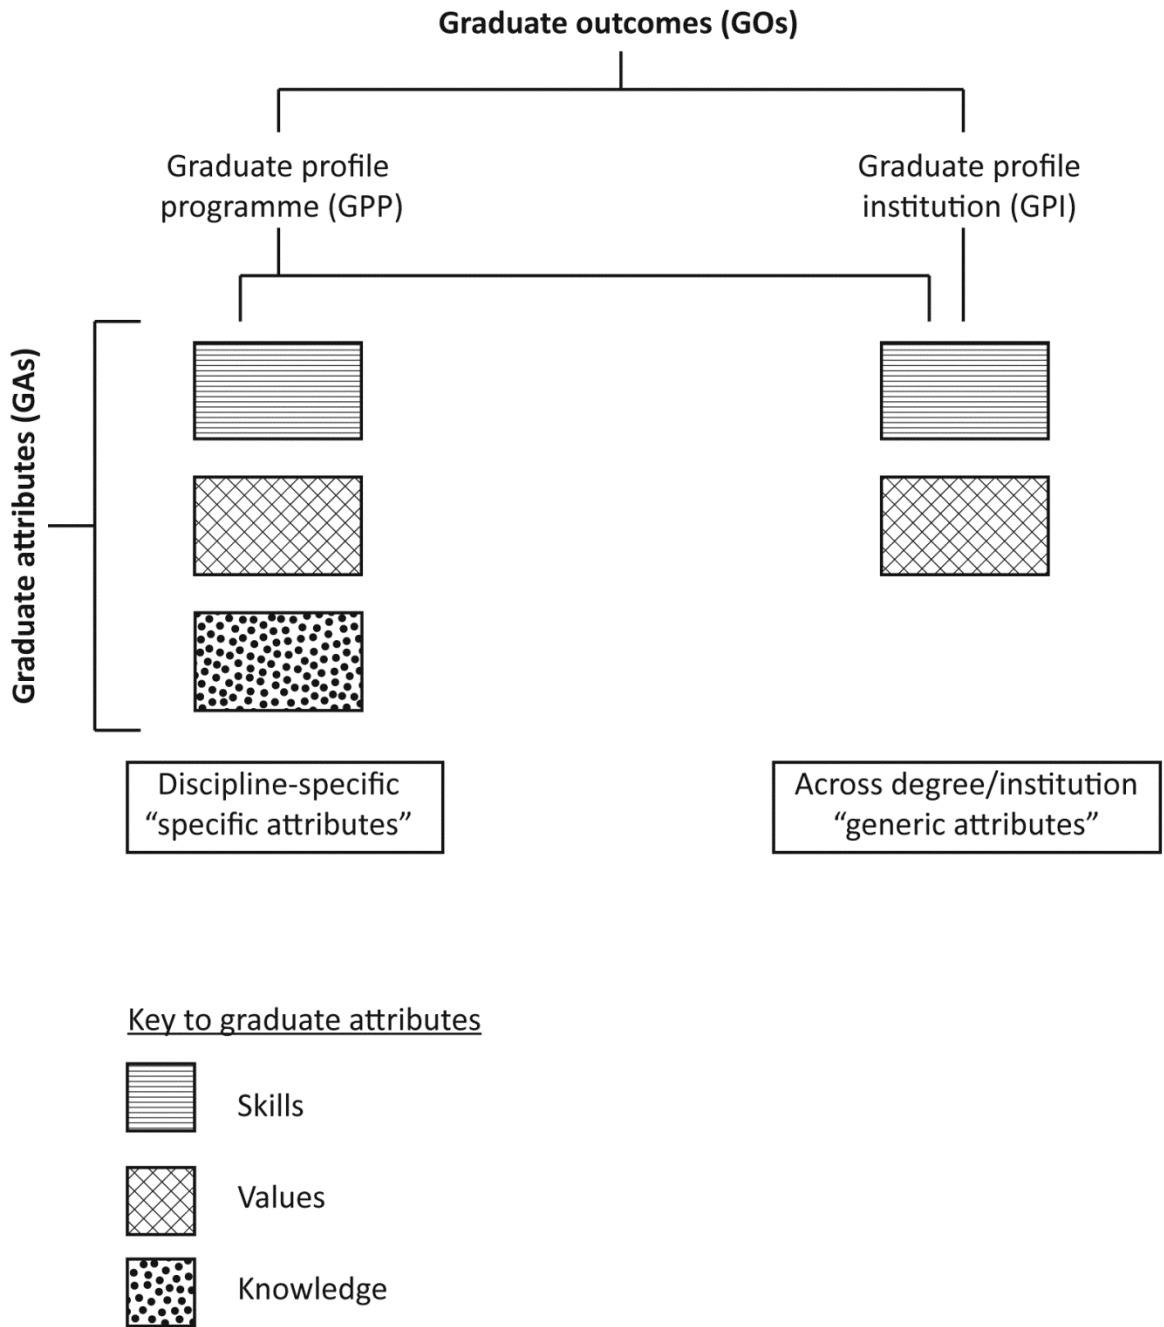 Graduate outcomes (GOs)
Graduate profile
programme (GPP)
Graduate profile
institution (GPI)
Graduate attributes (GAs)
Discipline-specific
“specific attributes”
Across degree/institution
“generic attributes”
Key to graduate attributes
Skills
Values
Knowledge